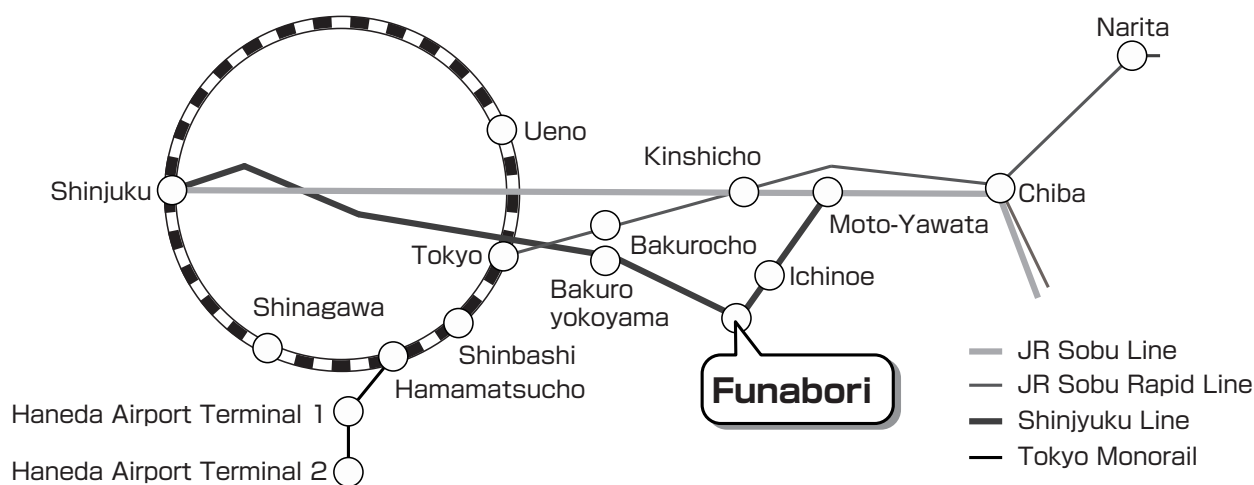 Narita
Ueno
Kinshicho
Shinjuku
Chiba
Moto-Yawata
Bakurocho
Tokyo
Ichinoe
Bakuro
yokoyama
Shinagawa
Shinbashi
Hamamatsucho
Funabori
Haneda Airport Terminal 1
Haneda Airport Terminal 2
JR Sobu Line
JR Sobu Rapid Line
Shinjyuku Line
Tokyo Monorail